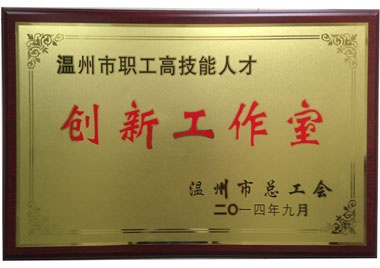 温州市职工高技能人才
创新工作室
温州市总工会
二〇一四年九月